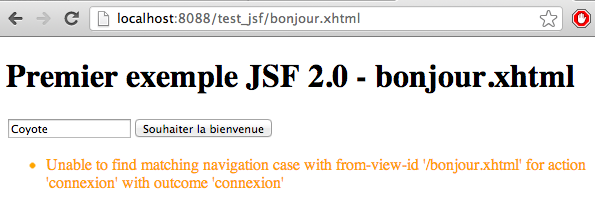 localhost:8088/test_jsf/bonjour.xhtml
Premier exemple JSF 2.0 - bonjour.xhtml
Coyote Souhaiter la bienvenue
Unable to find matching navigation case with from-view-id '/bonjour.xhtml' for action
'connexion' with outcome 'connexion'